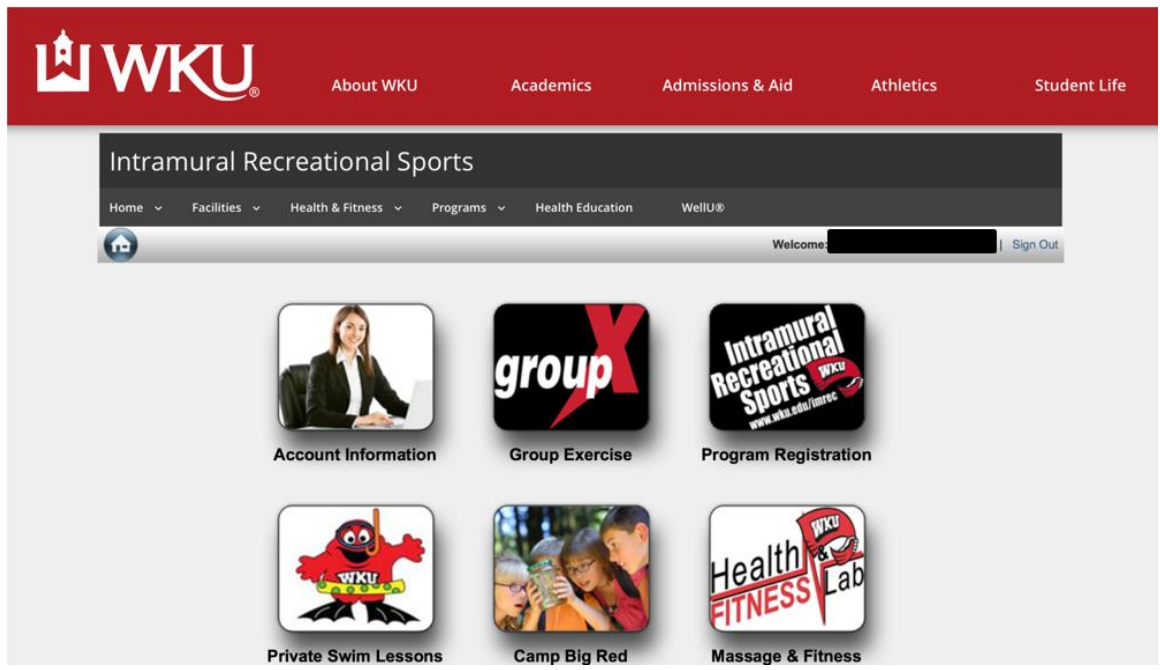 WKU®
About WKU Academics Admissions & Aid Athletics Student Life
Intramural Recreational Sports
Home Facilities Health & Fitness Programs Health Education WellU®
Welcome: | Sign Out
groupX
Intramural
Recreational
Sports WKU
www.wku.edu/imrec
Account Information Group Exercise Program Registration
WKU
WKU
Health & Lab
FITNESS
Private Swim Lessons Camp Big Red Massage & Fitness